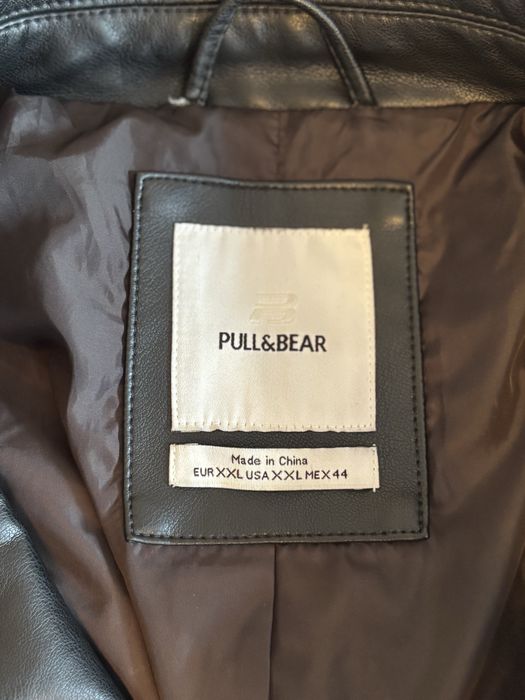 PULL&BEAR
Made in China
EUR XXL USA XXL MEX 44